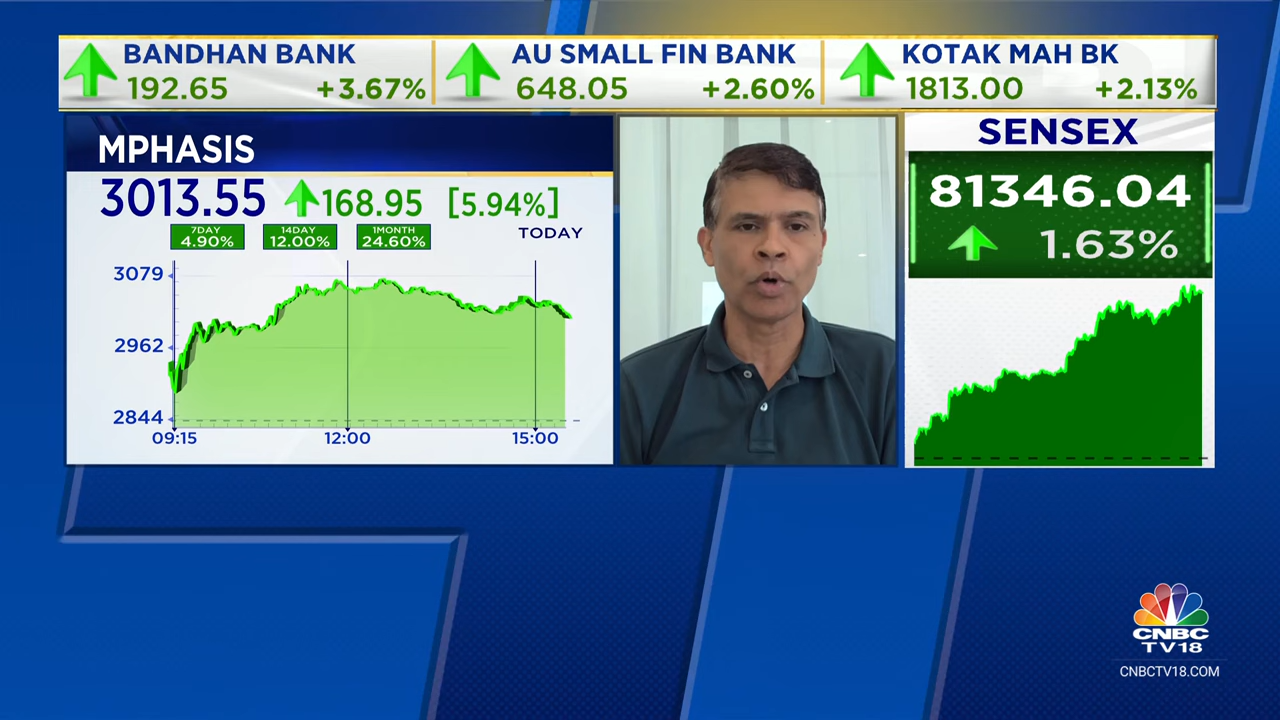 BANDHAN BANK
192.65 +3.67%
AU SMALL FIN BANK
648.05 +2.60%
KOTAK MAH BK
1813.00 +2.13%
MPHASIS
3013.55 168.95 [5.94%]
7DAY
4.90%
14DAY
12.00%
1MONTH
24.60%
TODAY
3079
2962
2844
09:15 12:00 15:00
SENSEX
81346.04
1.63%
CNBC
TV18
CNBCTV18.COM